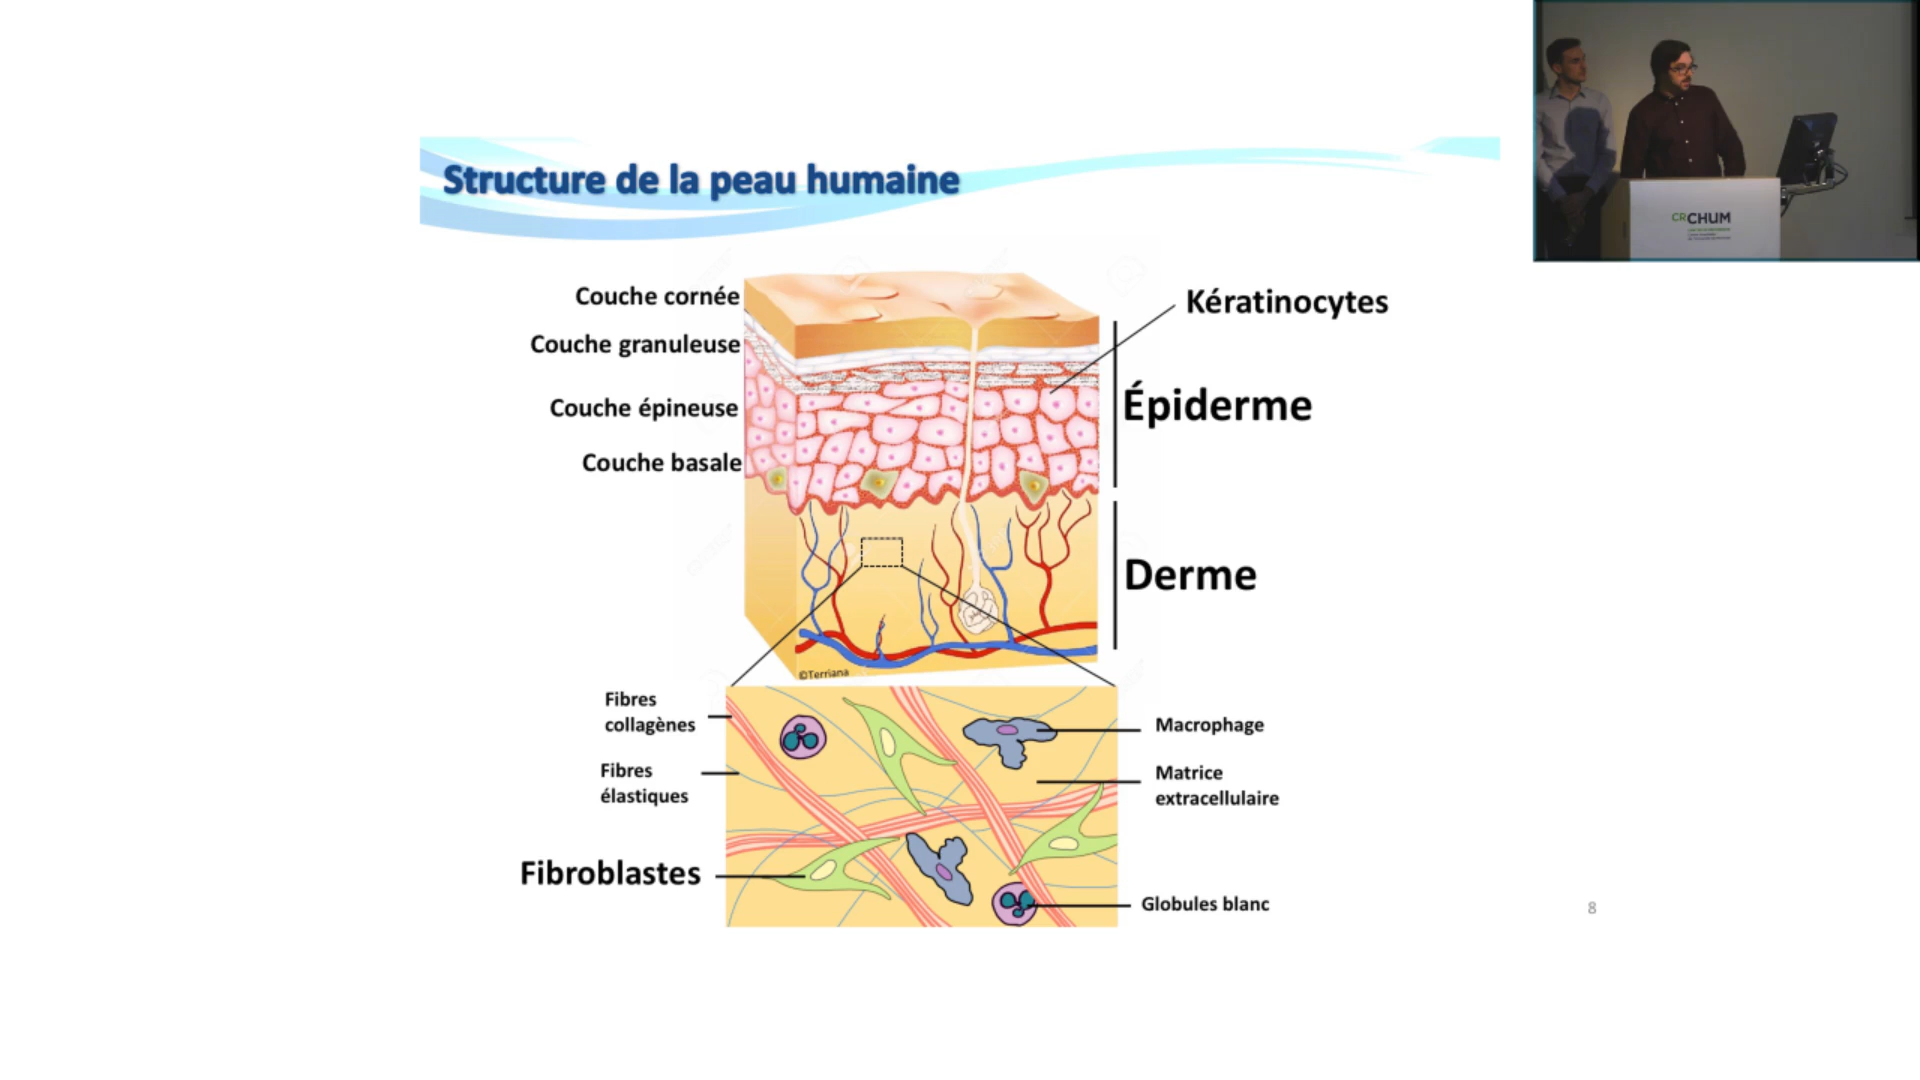 Structure de la peau humaine
Couche cornée
Couche granuleuse
Couche épineuse
Couche basale
Kératinocytes
Épiderme
Derme
©Terriana
Fibres
collagènes
Fibres
élastiques
Fibroblastes
Macrophage
Matrice
extracellulaire
Globules blanc
8
CRCHUM